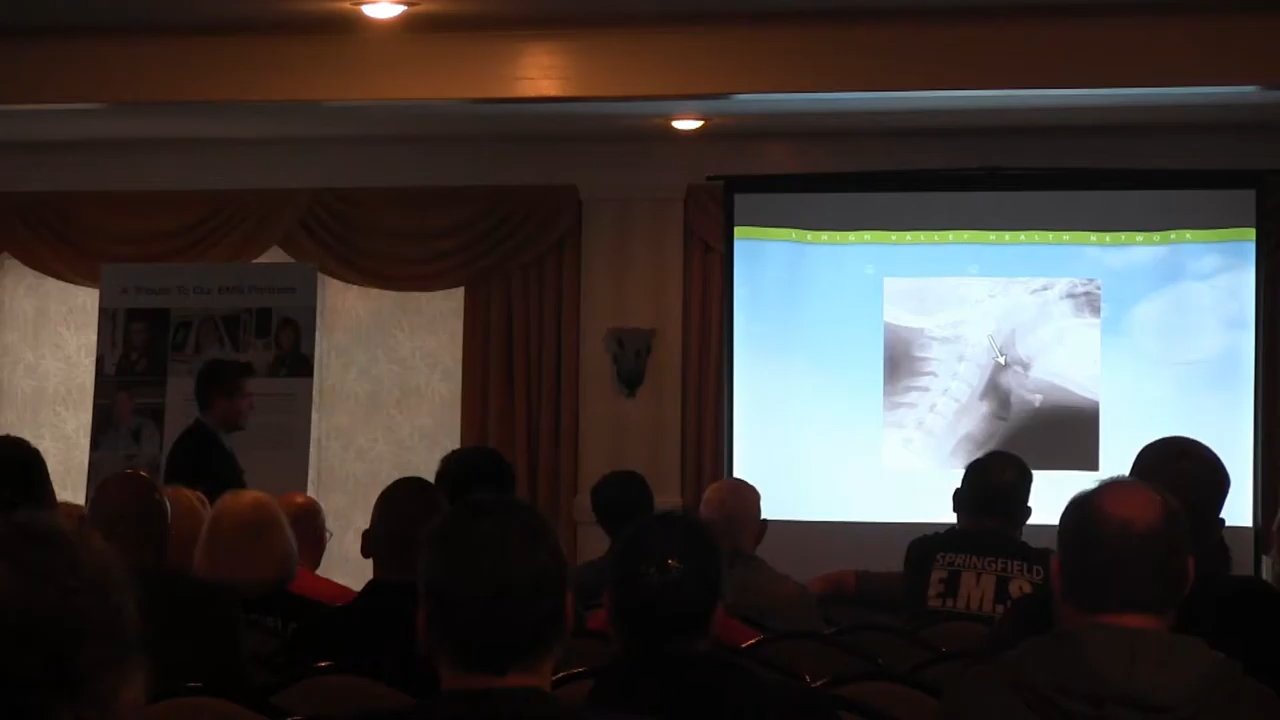 A Tribute To Our EMS Partners
LEHIGH VALLEY HEALTH NETWORK
SPRINGFIELD
E.M.S